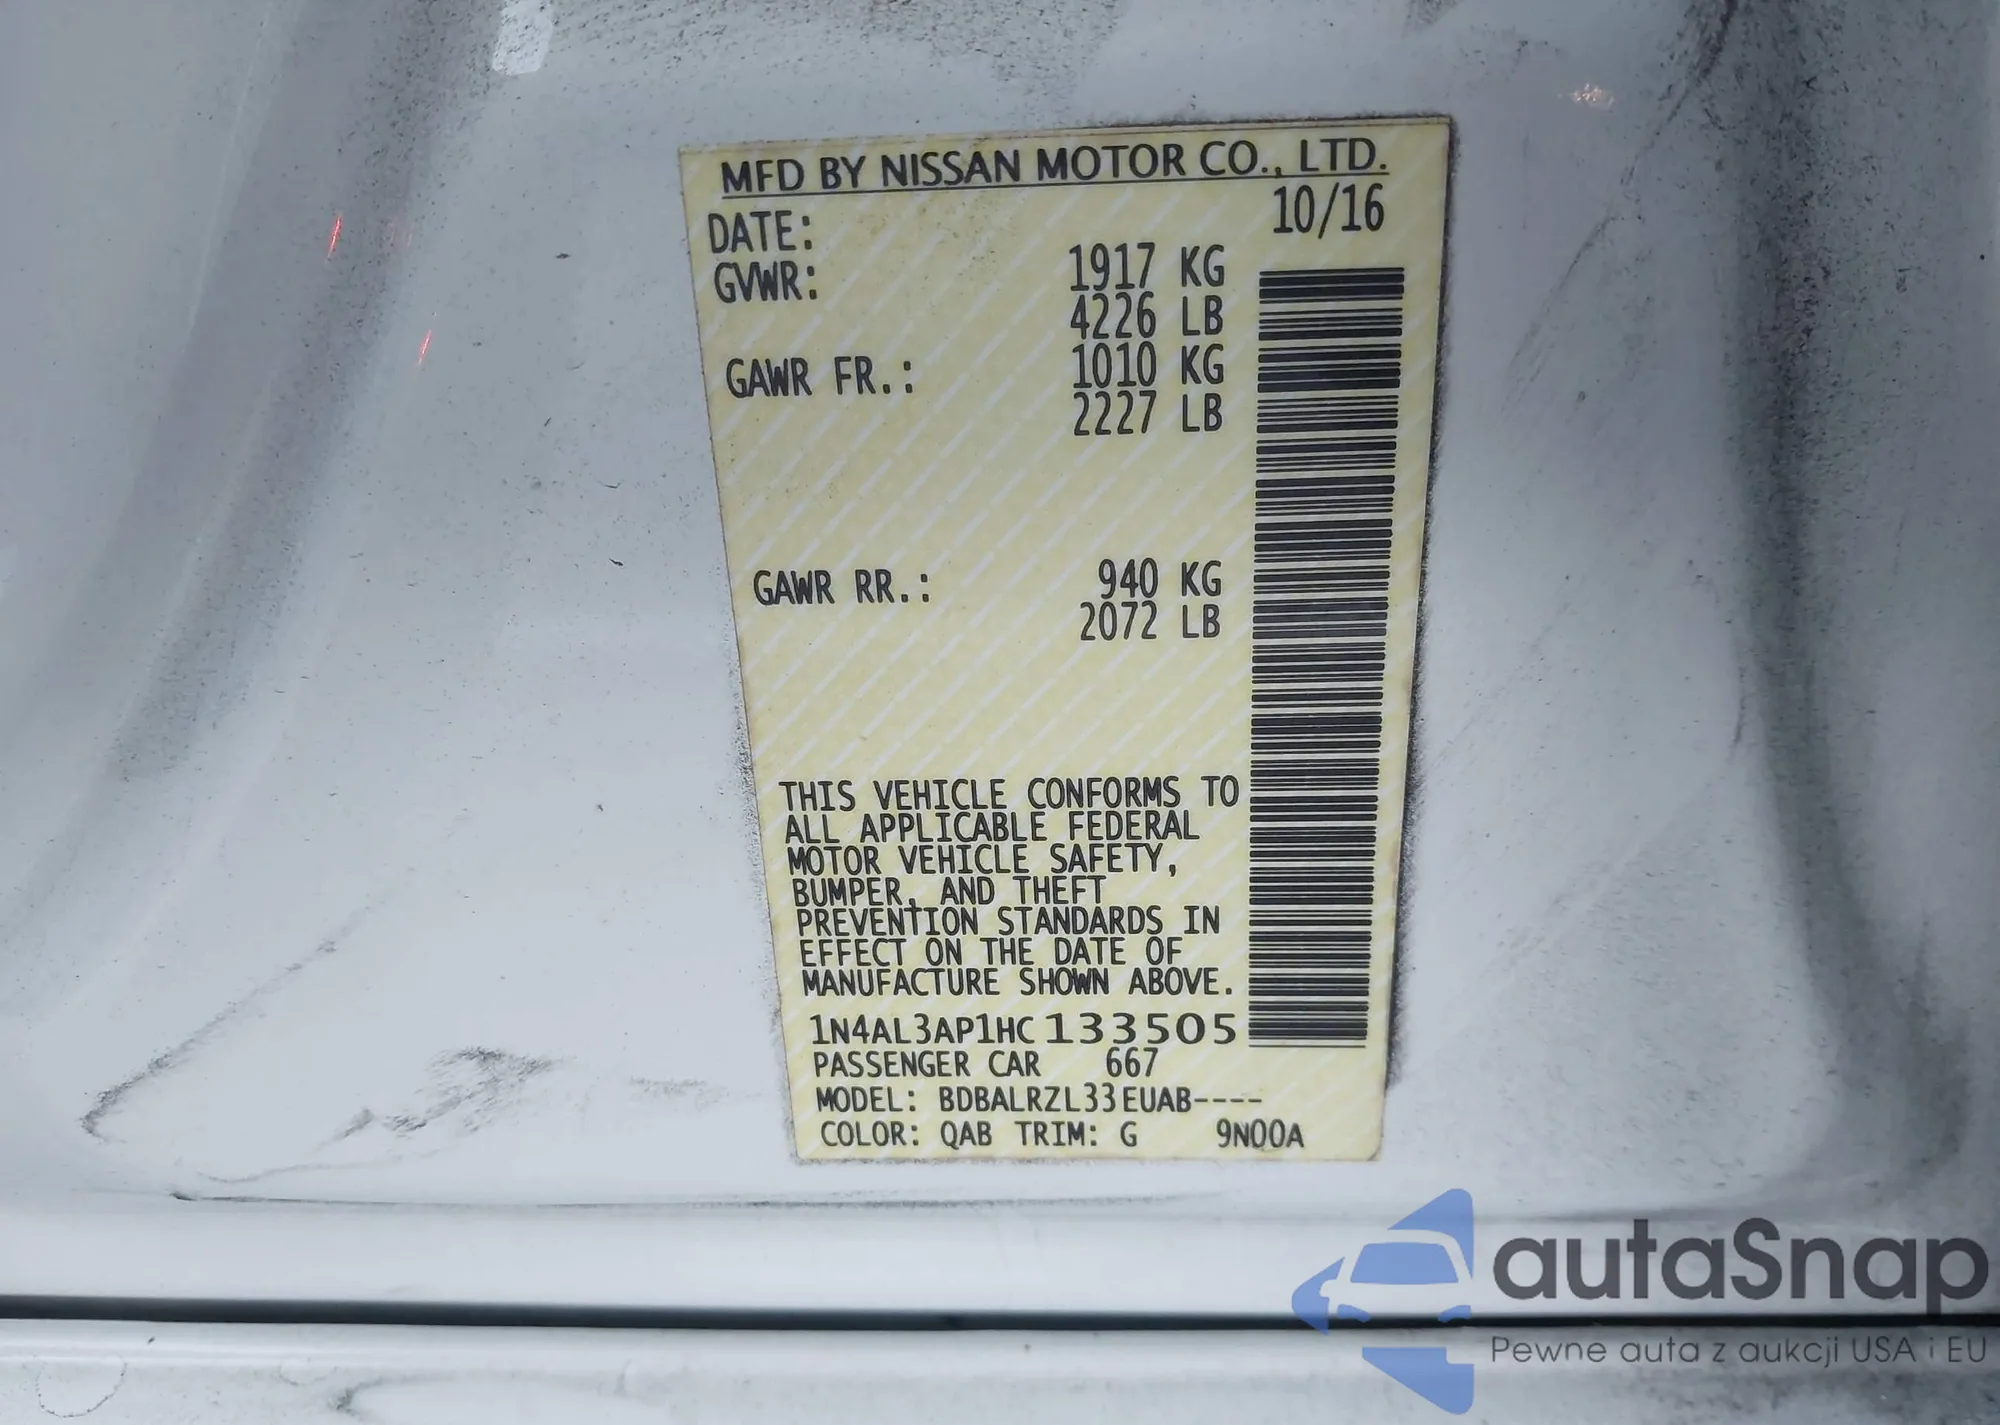 MFD BY NISSAN MOTOR CO., LTD.
DATE: 10/16
GVWR: 1917 KG
4226 LB
GAWR FR.: 1010 KG
2227 LB
GAWR RR.: 940 KG
2072 LB
THIS VEHICLE CONFORMS TO
ALL APPLICABLE FEDERAL
MOTOR VEHICLE SAFETY,
BUMPER, AND THEFT
PREVENTION STANDARDS IN
EFFECT ON THE DATE OF
MANUFACTURE SHOWN ABOVE.
1N4AL3AP1HC133505
PASSENGER CAR 667
MODEL: BDBALRZL33EUAB----
COLOR: QAB TRIM: G 9N00A
autaSnap
Pewne auta z aukcji USA i EU